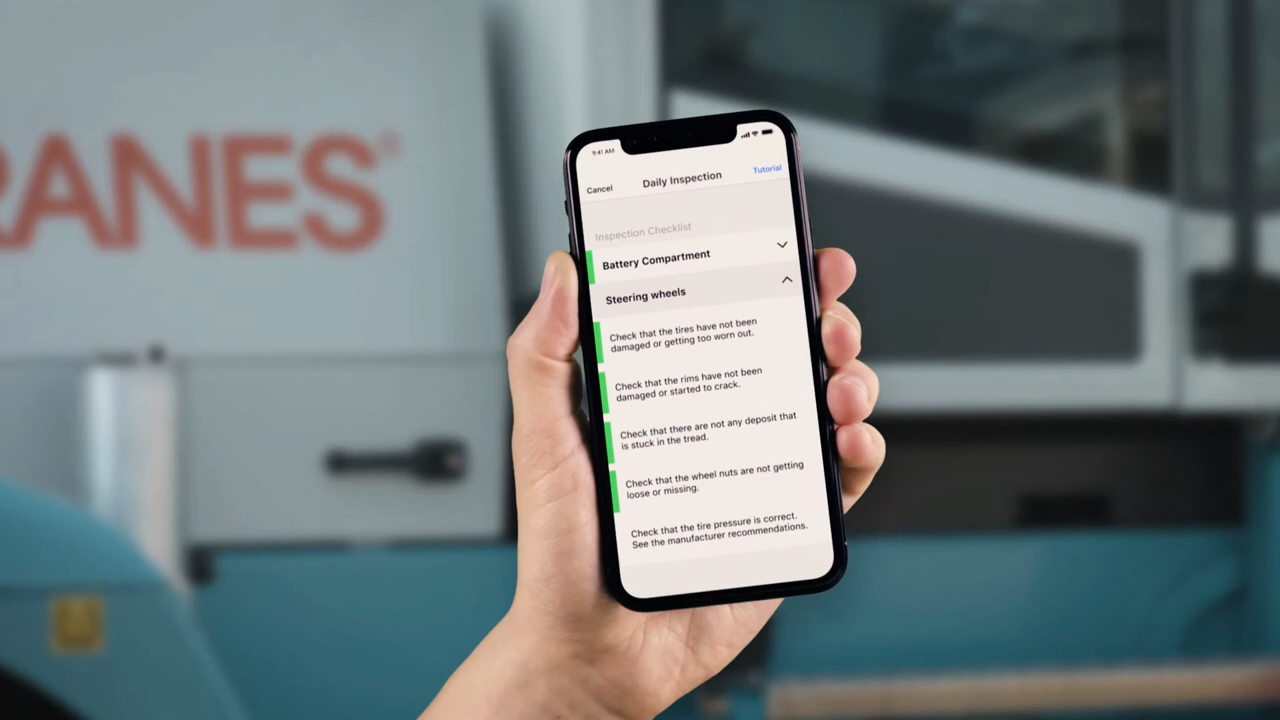 RANES®
9:41 AM
Cancel
Daily Inspection
Tutorial
Inspection Checklist
Battery Compartment
Steering wheels
Check that the tires have not been
damaged or getting too worn out.
Check that the rims have not been
damaged or started to crack.
Check that there are not any deposit that
is stuck in the tread.
Check that the wheel nuts are not getting
loose or missing.
Check that the tire pressure is correct.
See the manufacturer recommendations.